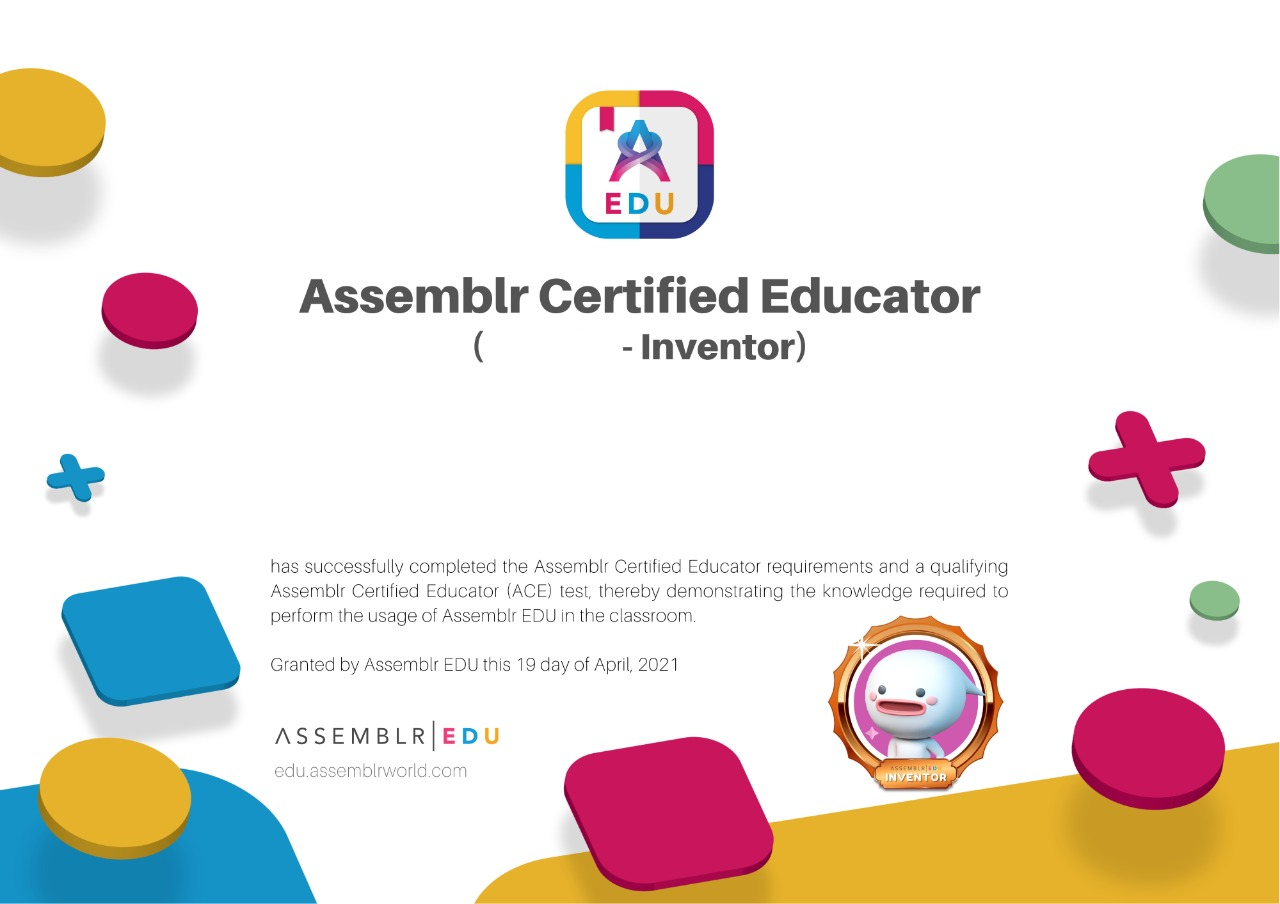 EDU
Assemblr Certified Educator
( - Inventor)
has successfully completed the Assemblr Certified Educator requirements and a qualifying
Assemblr Certified Educator (ACE) test, thereby demonstrating the knowledge required to
perform the usage of Assemblr EDU in the classroom.
Granted by Assemblr EDU this 19 day of April, 2021
ASSEMBLR|EDU
edu.assemblrworld.com
ASSEMBLR|EDU
INVENTOR